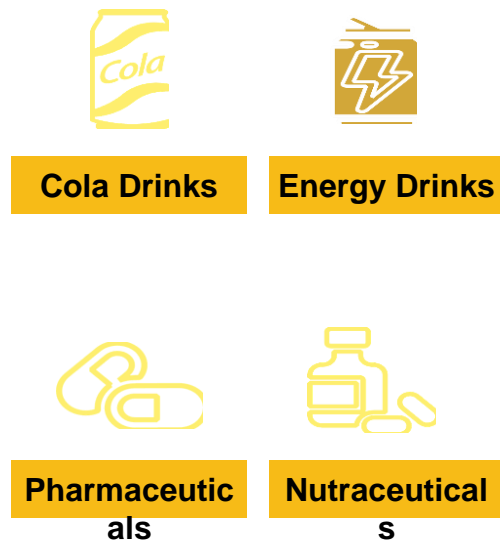 Cola
Cola Drinks
Energy Drinks
Pharmaceutic
als
Nutraceutical
s